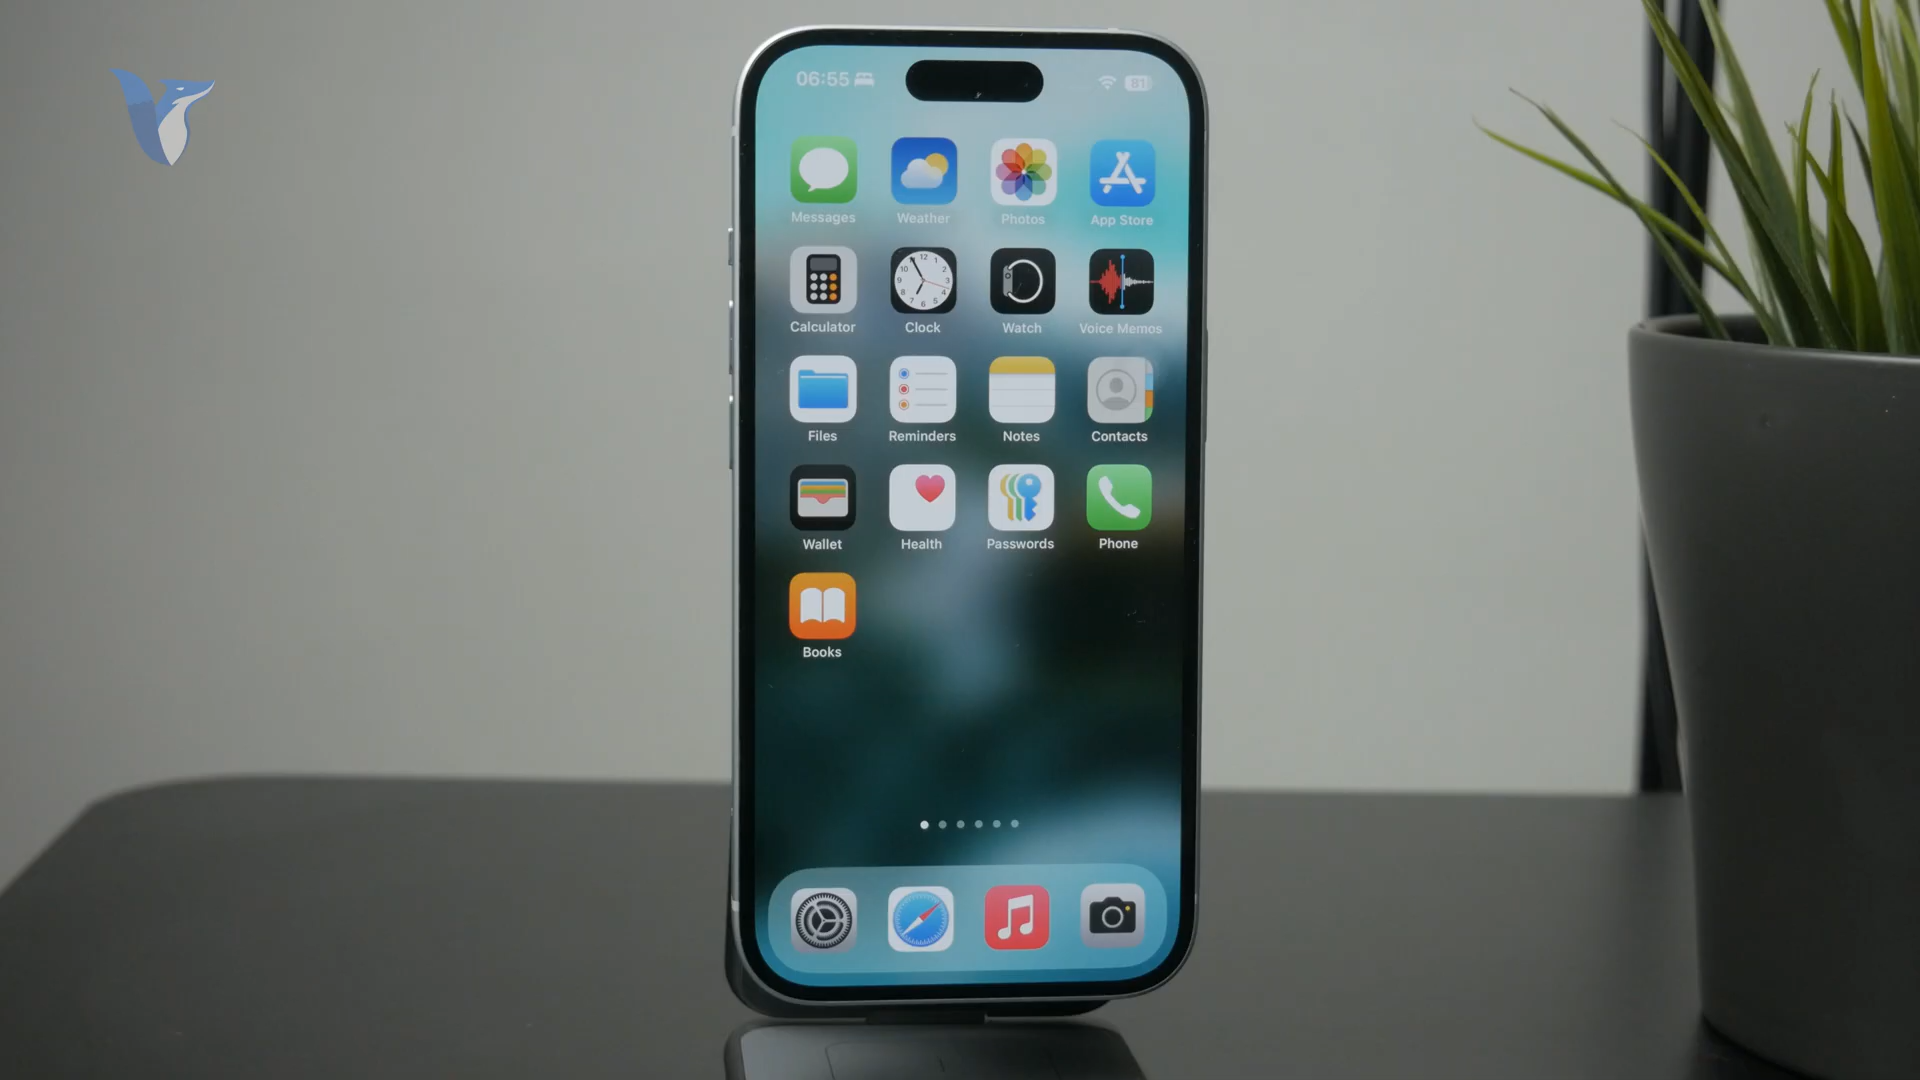 06:55 81
Messages Weather Photos App Store
Calculator Clock Watch Voice Memos
Files Reminders Notes Contacts
Wallet Health Passwords Phone
Books